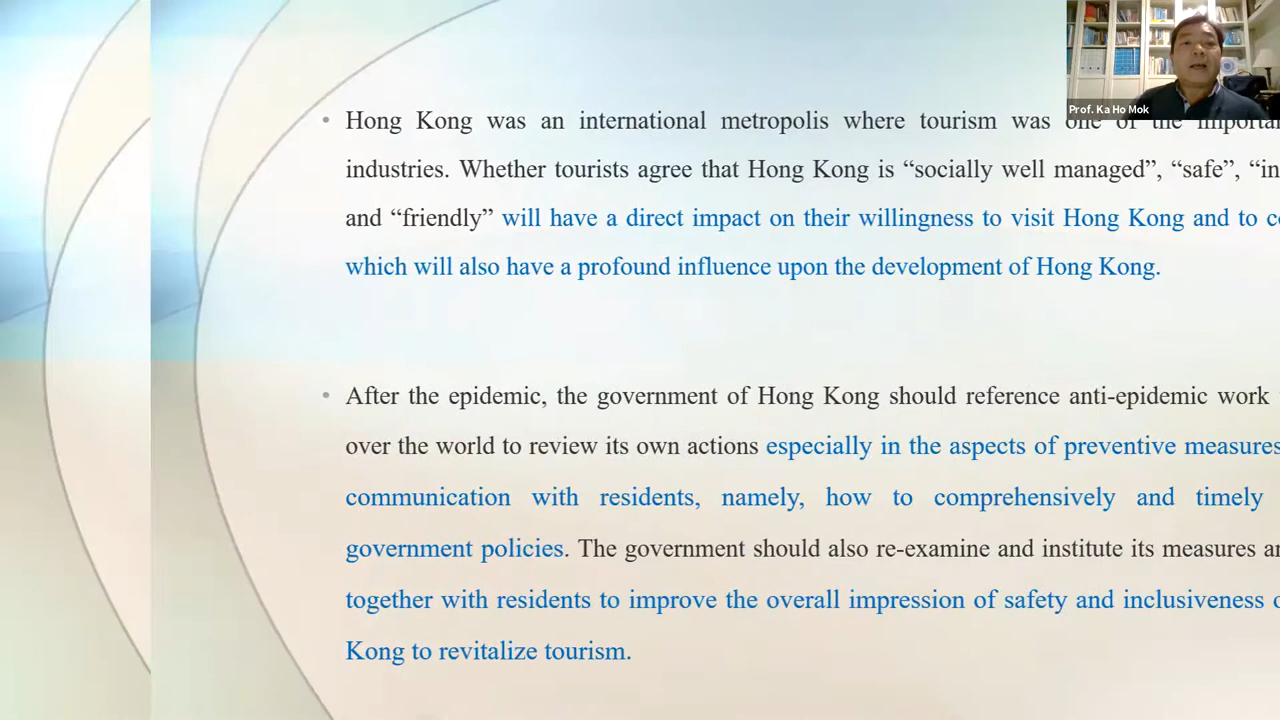 Prof. Ka Ho Mok
• Hong Kong was an international metropolis where tourism was one of the
industries. Whether tourists agree that Hong Kong is “socially well managed”, “safe”,
and “friendly” will have a direct impact on their willingness to visit Hong Kong and to
which will also have a profound influence upon the development of Hong Kong.
• After the epidemic, the government of Hong Kong should reference anti-epidemic work
over the world to review its own actions especially in the aspects of preventive measures
communication with residents, namely, how to comprehensively and timely
government policies. The government should also re-examine and institute its measures
together with residents to improve the overall impression of safety and inclusiveness
Kong to revitalize tourism.